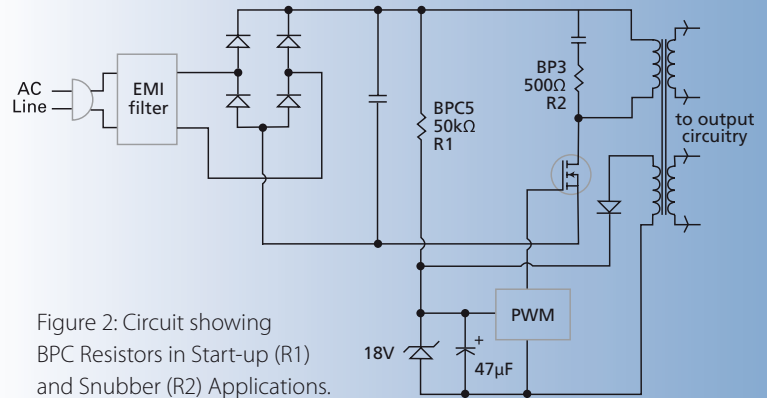 AC
Line
EMI
filter
BPC5
50kΩ
R1
BP3
500Ω
R2
to output
circuitry
PWM
18V
+
47µF
Figure 2: Circuit showing
BPC Resistors in Start-up (R1)
and Snubber (R2) Applications.